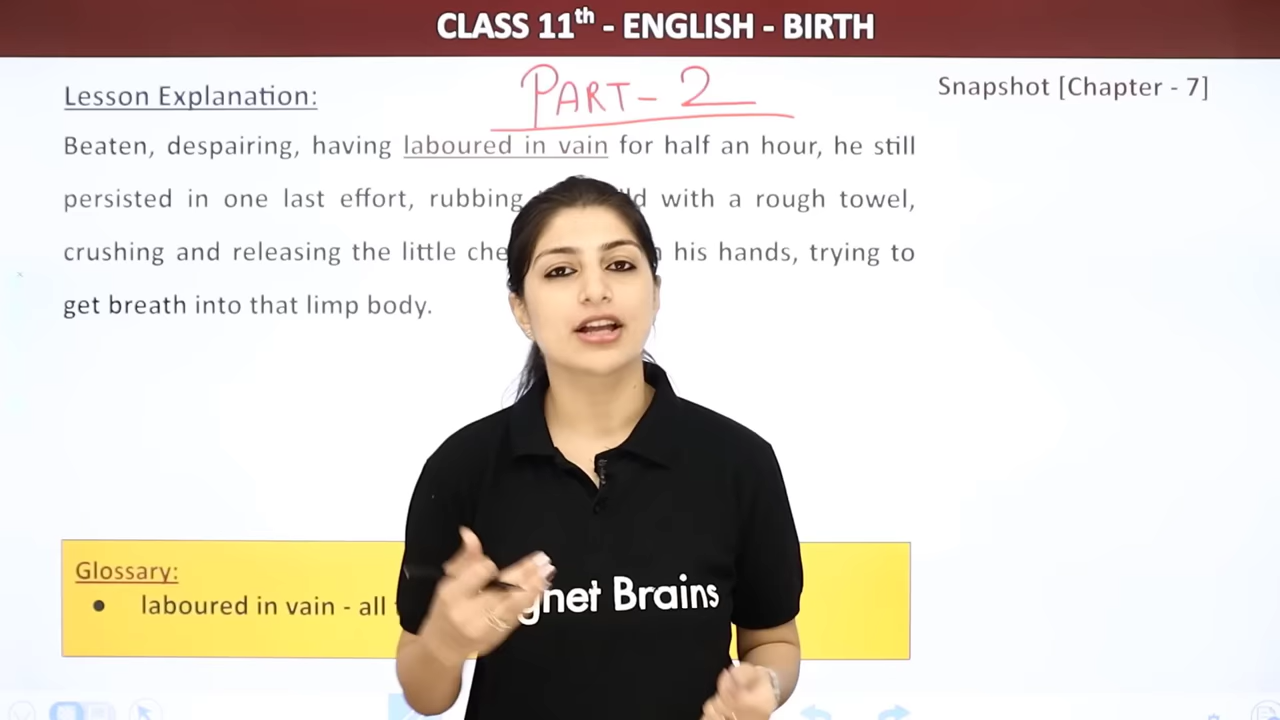 CLASS 11th - ENGLISH - BIRTH
PART - 2
Snapshot [Chapter - 7]
Lesson Explanation:
Beaten, despairing, having laboured in vain for half an hour, he still
persisted in one last effort, rubbing with a rough towel,
crushing and releasing the little his hands, trying to
get breath into that limp body.
Glossary:
● laboured in vain - all
Brains